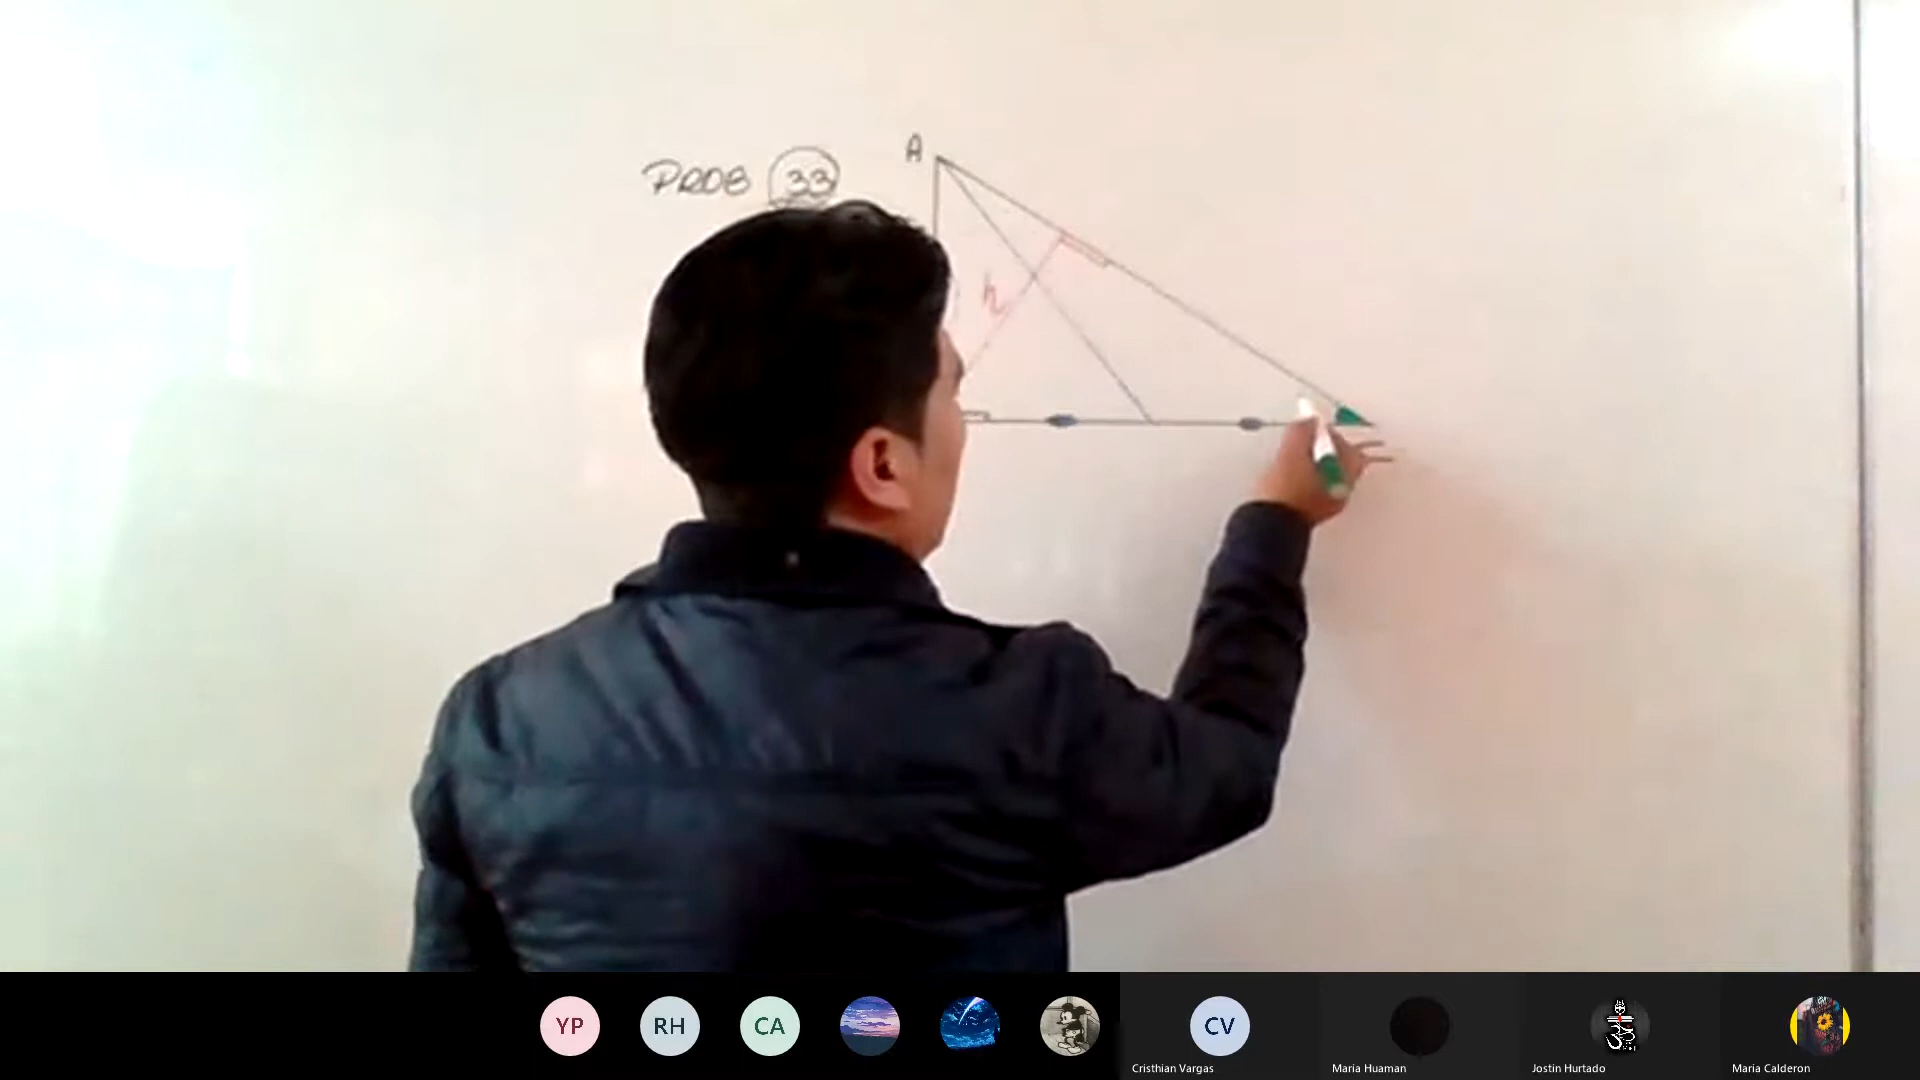 A
PROB 33
h
YP
RH
CA
CV
Cristhian Vargas
Maria Huaman
Jostin Hurtado
Maria Calderon